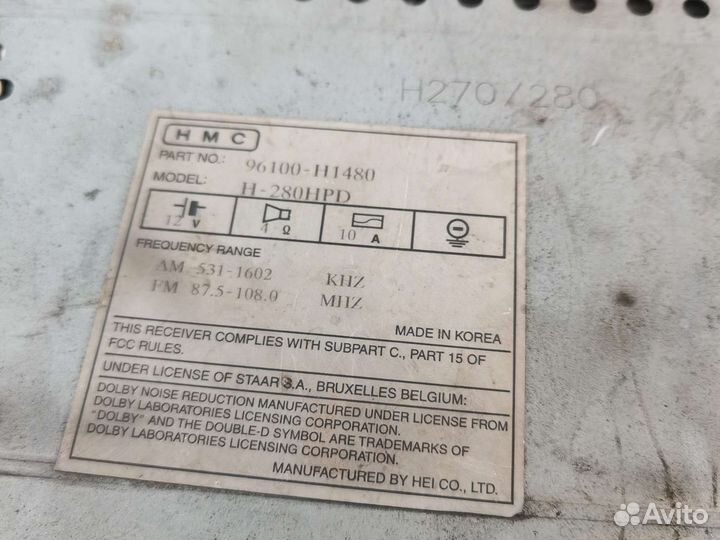 H270/280
HMC
PART NO.: 96100-H1480
MODEL: H-280HPD
12 V 4 Ω 10 A
FREQUENCY RANGE
AM 531-1602 KHZ
FM 87.5-108.0 MHZ
MADE IN KOREA
THIS RECEIVER COMPLIES WITH SUBPART C., PART 15 OF
FCC RULES.
UNDER LICENSE OF STAAR S.A., BRUXELLES BELGIUM:
DOLBY NOISE REDUCTION MANUFACTURED UNDER LICENSE FROM
DOLBY LABORATORIES LICENSING CORPORATION.
"DOLBY" AND THE DOUBLE-D SYMBOL ARE TRADEMARKS OF
DOLBY LABORATORIES LICENSING CORPORATION.
MANUFACTURED BY HEI CO., LTD.
Avito